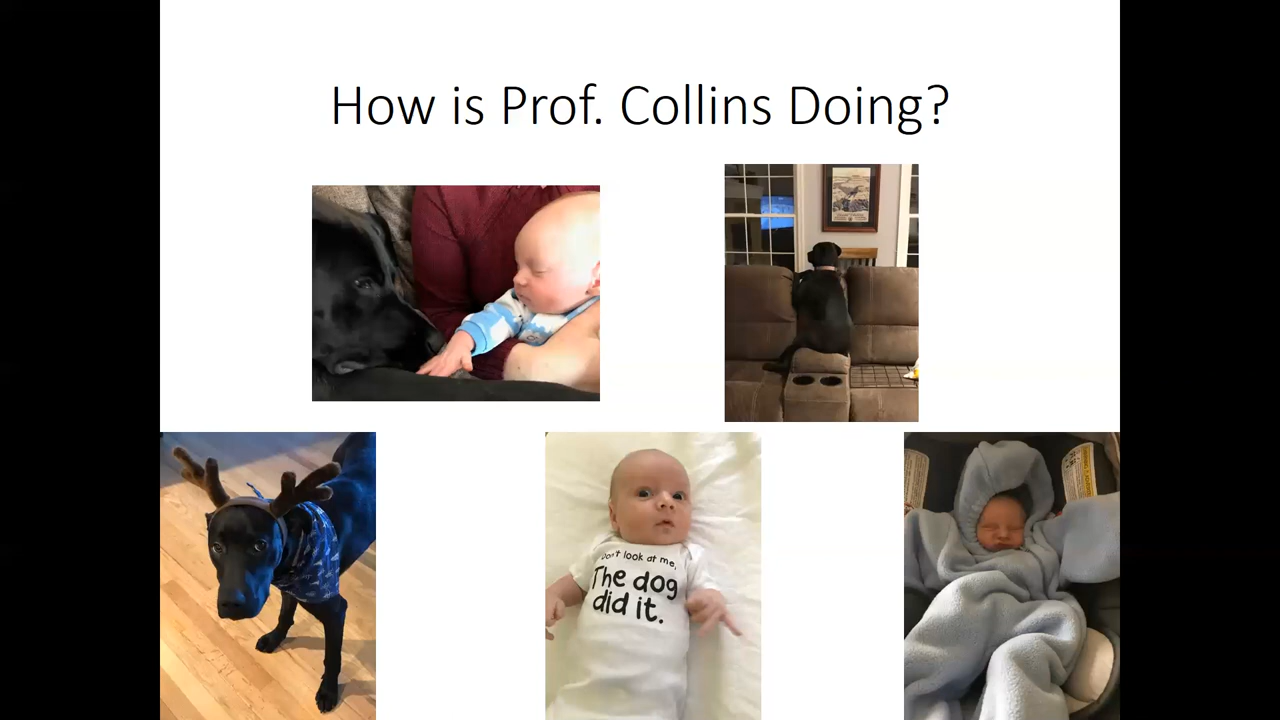 How is Prof. Collins Doing?
Don't look at me,
The dog
did it.